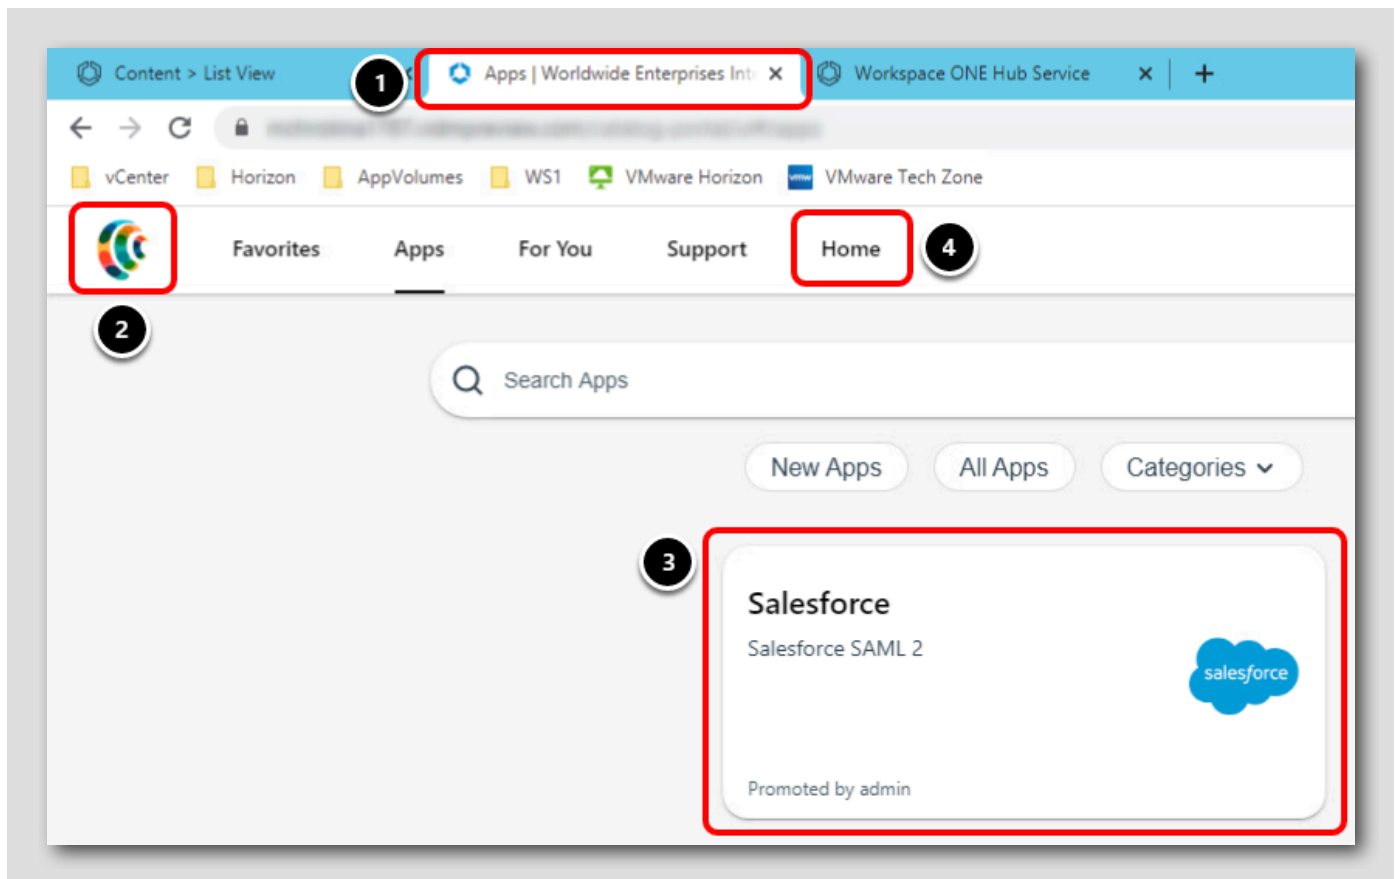 Content > List View
1
Apps | Worldwide Enterprises Int
Workspace ONE Hub Service
vCenter
Horizon
AppVolumes
WS1
VMware Horizon
vmw
VMware Tech Zone
Favorites
Apps
For You
Support
Home
4
2
Search Apps
New Apps
All Apps
Categories
3
Salesforce
Salesforce SAML 2
salesforce
Promoted by admin